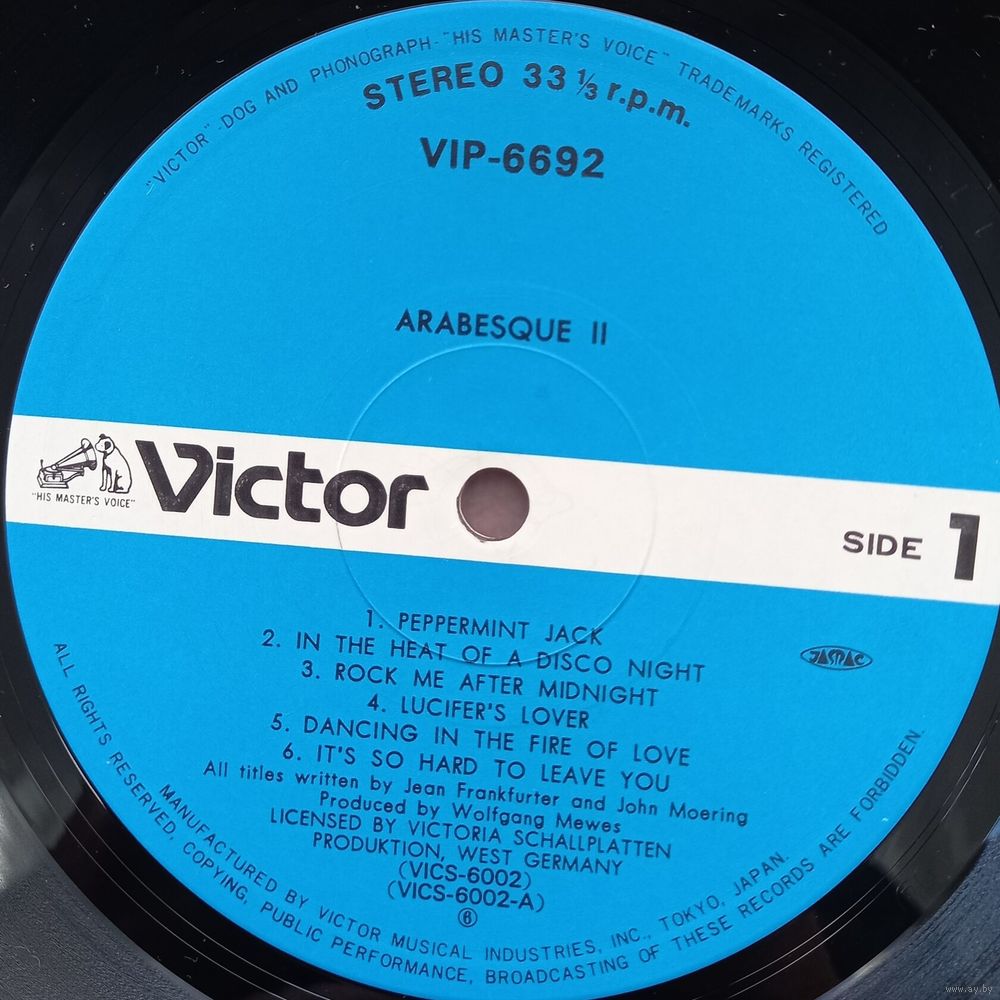 "VICTOR"-DOG AND PHONOGRAPH-"HIS MASTER'S VOICE" TRADEMARKS REGISTERED
STEREO 33 ⅓ r.p.m.
VIP-6692
ARABESQUE II
"HIS MASTER'S VOICE"
Victor
SIDE 1
1. PEPPERMINT JACK
2. IN THE HEAT OF A DISCO NIGHT
3. ROCK ME AFTER MIDNIGHT
4. LUCIFER'S LOVER
5. DANCING IN THE FIRE OF LOVE
6. IT'S SO HARD TO LEAVE YOU
JASRAC
All titles written by Jean Frankfurter and John Moering
Produced by Wolfgang Mewes
LICENSED BY VICTORIA SCHALLPLATTEN
PRODUKTION, WEST GERMANY
(VICS-6002)
(VICS-6002-A)
⑥
MANUFACTURED BY VICTOR MUSICAL INDUSTRIES, INC., TOKYO, JAPAN.
ALL RIGHTS RESERVED, COPYING, PUBLIC PERFORMANCE, BROADCASTING OF THESE RECORDS ARE FORBIDDEN.
www.ay.by